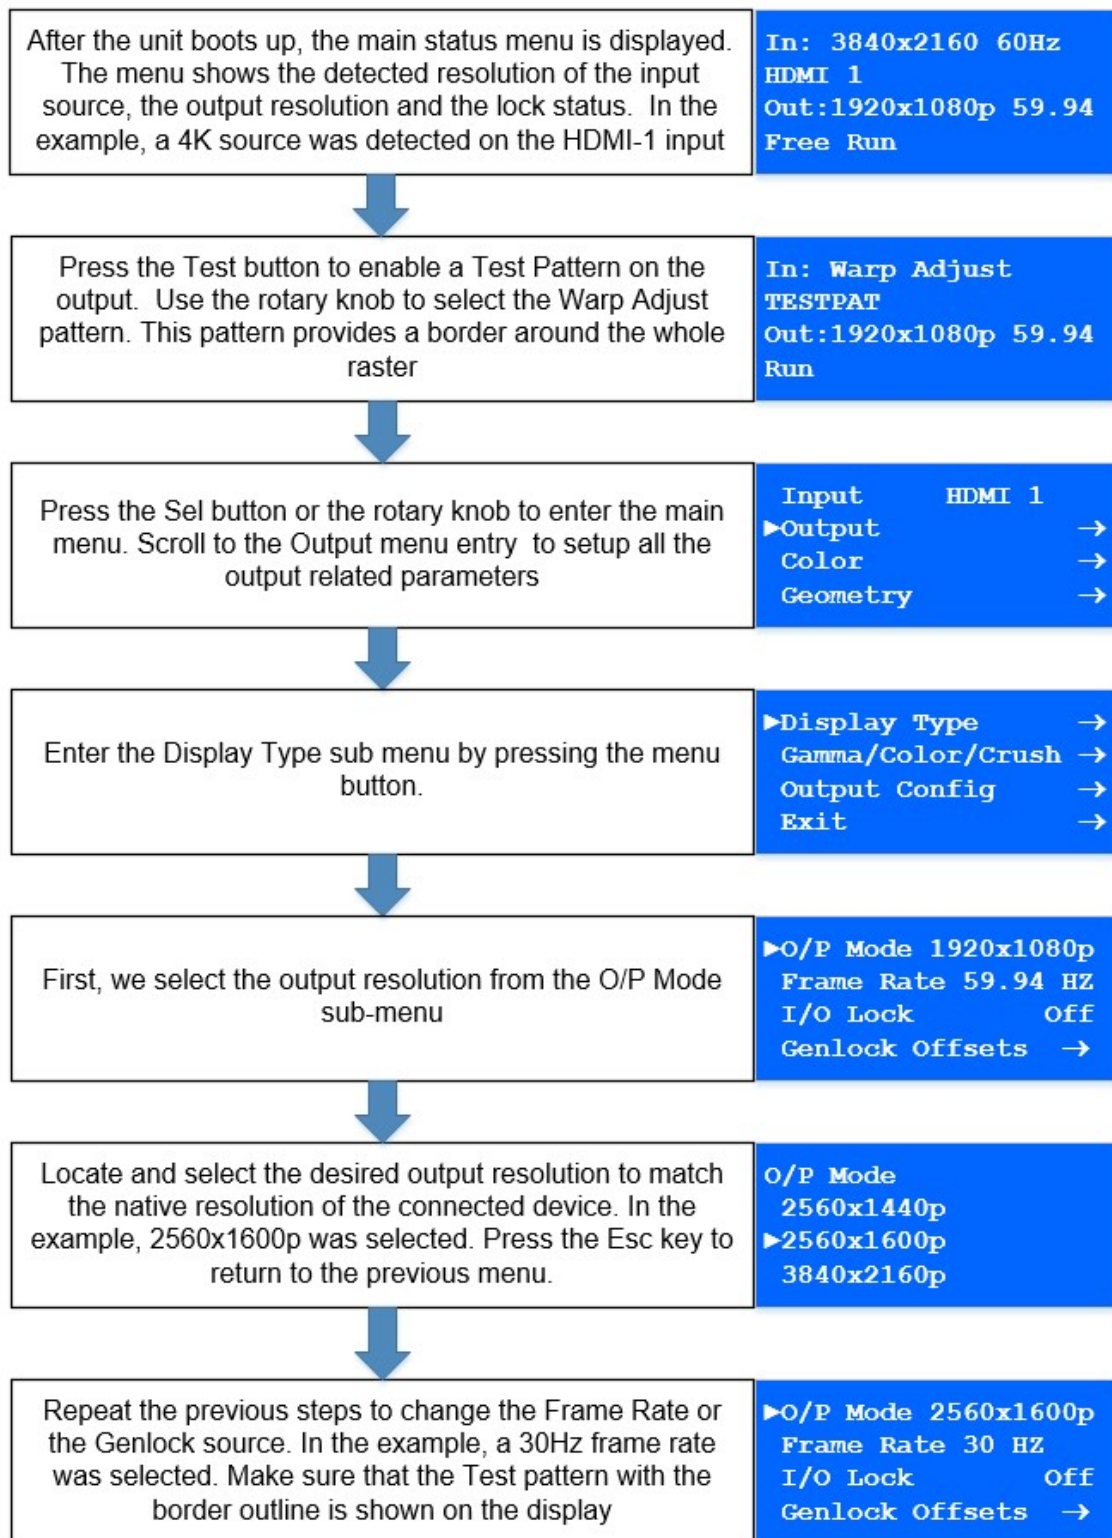 After the unit boots up, the main status menu is displayed.
The menu shows the detected resolution of the input
source, the output resolution and the lock status.  In the
example, a 4K source was detected on the HDMI-1 input
In: 3840x2160 60Hz
HDMI 1
Out:1920x1080p 59.94
Free Run
Press the Test button to enable a Test Pattern on the
output.  Use the rotary knob to select the Warp Adjust
pattern. This pattern provides a border around the whole
raster
In: Warp Adjust
TESTPAT
Out:1920x1080p 59.94
Run
Press the Sel button or the rotary knob to enter the main
menu. Scroll to the Output menu entry  to setup all the
output related parameters
Input HDMI 1
►Output →
Color →
Geometry →
Enter the Display Type sub menu by pressing the menu
button.
►Display Type →
Gamma/Color/Crush →
Output Config →
Exit →
First, we select the output resolution from the O/P Mode
sub-menu
►O/P Mode 1920x1080p
Frame Rate 59.94 HZ
I/O Lock Off
Genlock Offsets →
Locate and select the desired output resolution to match
the native resolution of the connected device. In the
example, 2560x1600p was selected. Press the Esc key to
return to the previous menu.
O/P Mode
2560x1440p
►2560x1600p
3840x2160p
Repeat the previous steps to change the Frame Rate or
the Genlock source. In the example, a 30Hz frame rate
was selected. Make sure that the Test pattern with the
border outline is shown on the display
►O/P Mode 2560x1600p
Frame Rate 30 HZ
I/O Lock Off
Genlock Offsets →